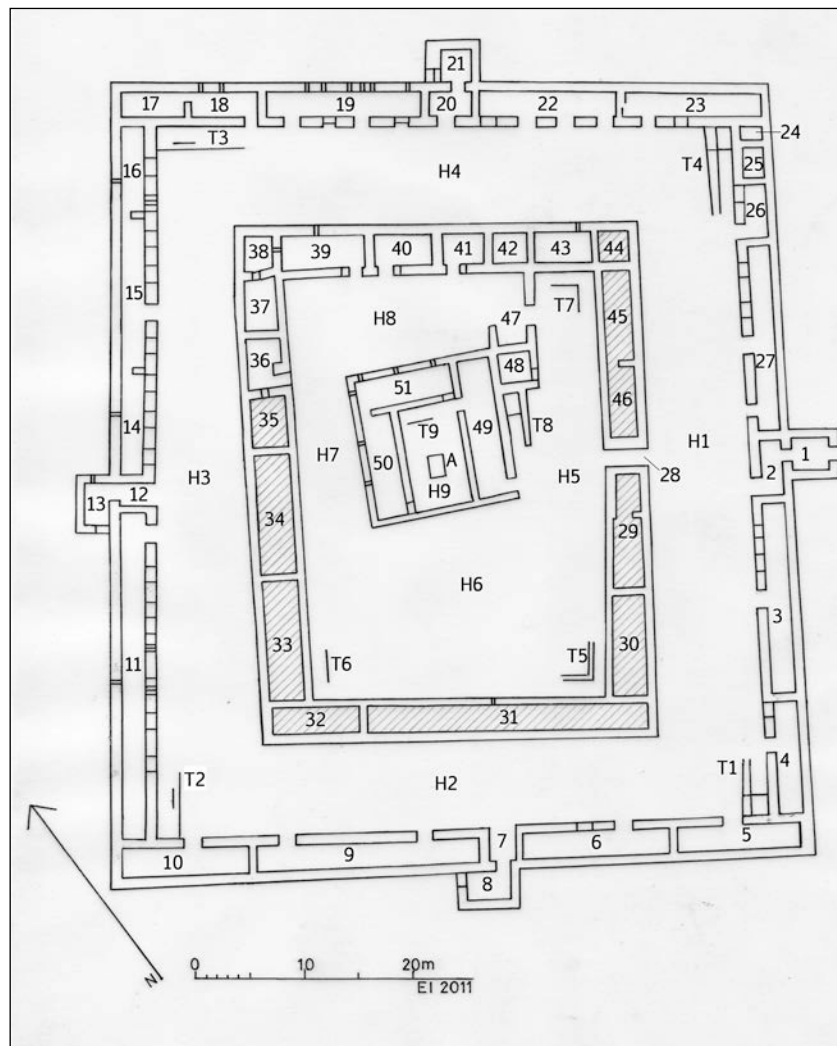 21
17 18 19 20 22 23
24
T3 T4
25
16 H4
26
38 39 40 41 42 43 44
37 T7 45
15 H8 47
27
36 48
51 46
35 T9 49 T8
14 H7 A 1
50 H5 28 2
H3 H9
13 12
34 29
H6
3
33 T6 T5 30
11
32 31
T2 H2 T1 4
7
10 9 6 5
8
N
0 10 20m
EI 2011